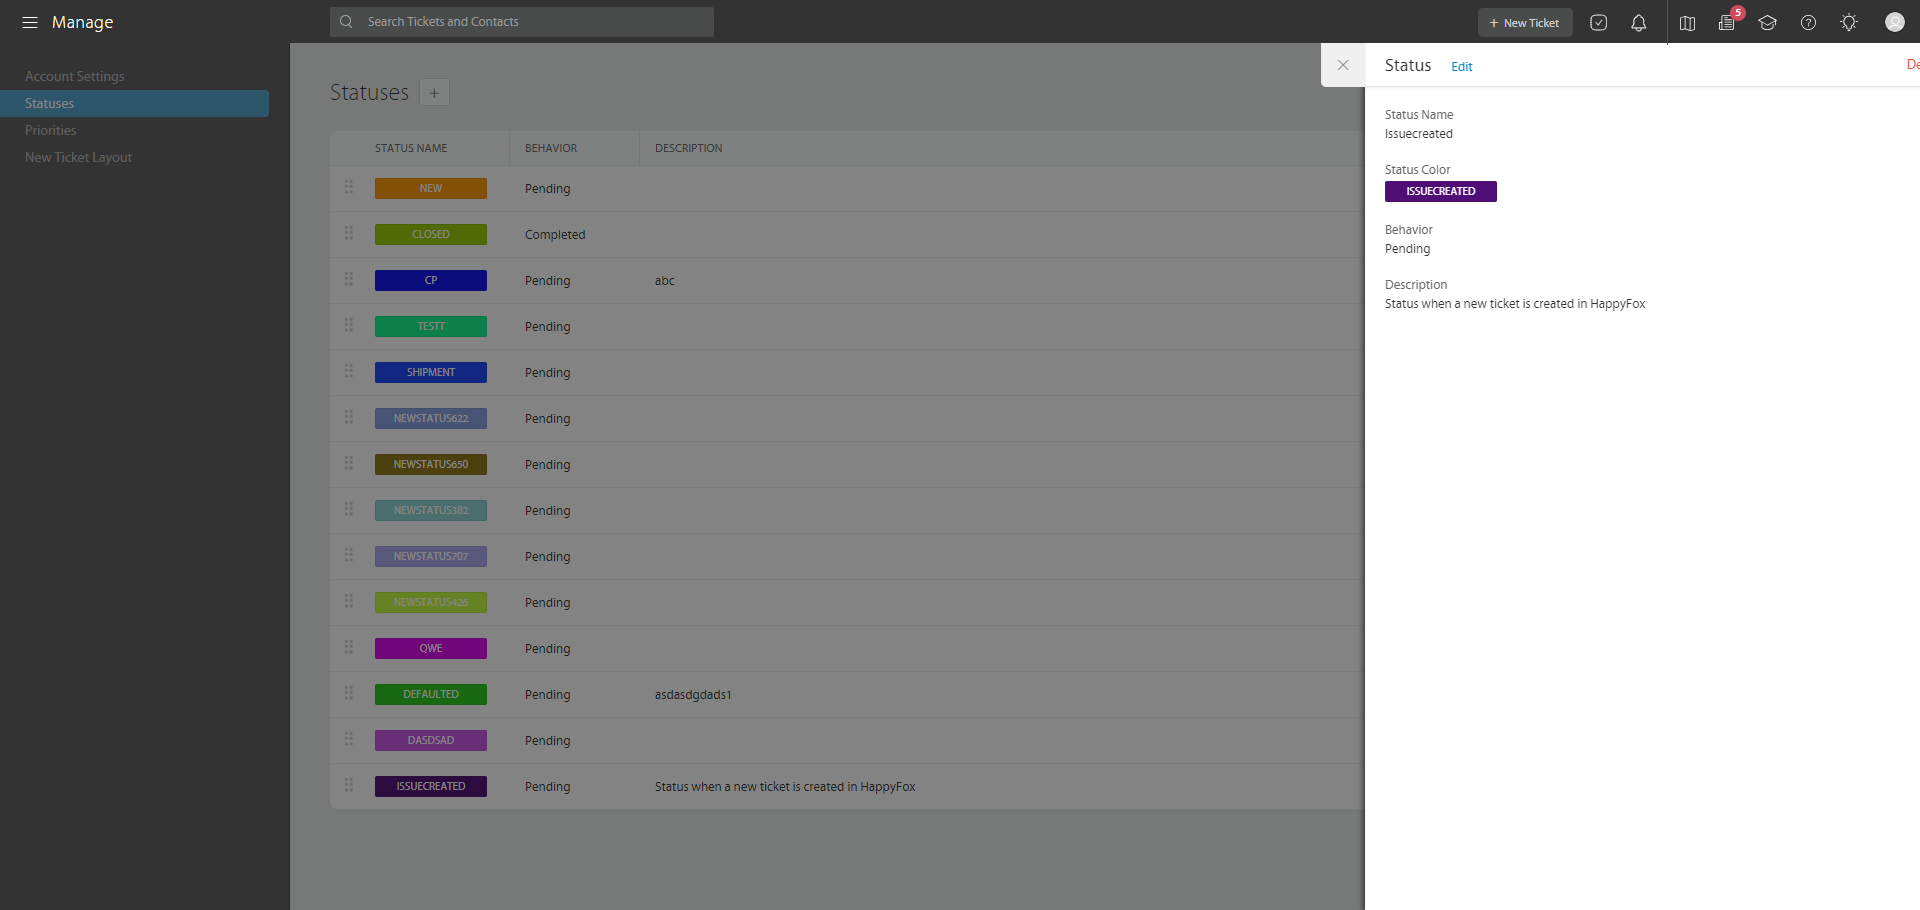 Manage
Search Tickets and Contacts
+ New Ticket
5
Account Settings
Statuses
Priorities
New Ticket Layout
Statuses +
STATUS NAME BEHAVIOR DESCRIPTION
NEW Pending
CLOSED Completed
CP Pending abc
TESTT Pending
SHIPMENT Pending
NEWSTATUS622 Pending
NEWSTATUS650 Pending
NEWSTATUS382 Pending
NEWSTATUS707 Pending
NEWSTATUS426 Pending
QWE Pending
DEFAULTED Pending asdasdgdads1
DASDSAD Pending
ISSUECREATED Pending Status when a new ticket is created in HappyFox
Status Edit De
Status Name
Issuecreated
Status Color
ISSUECREATED
Behavior
Pending
Description
Status when a new ticket is created in HappyFox